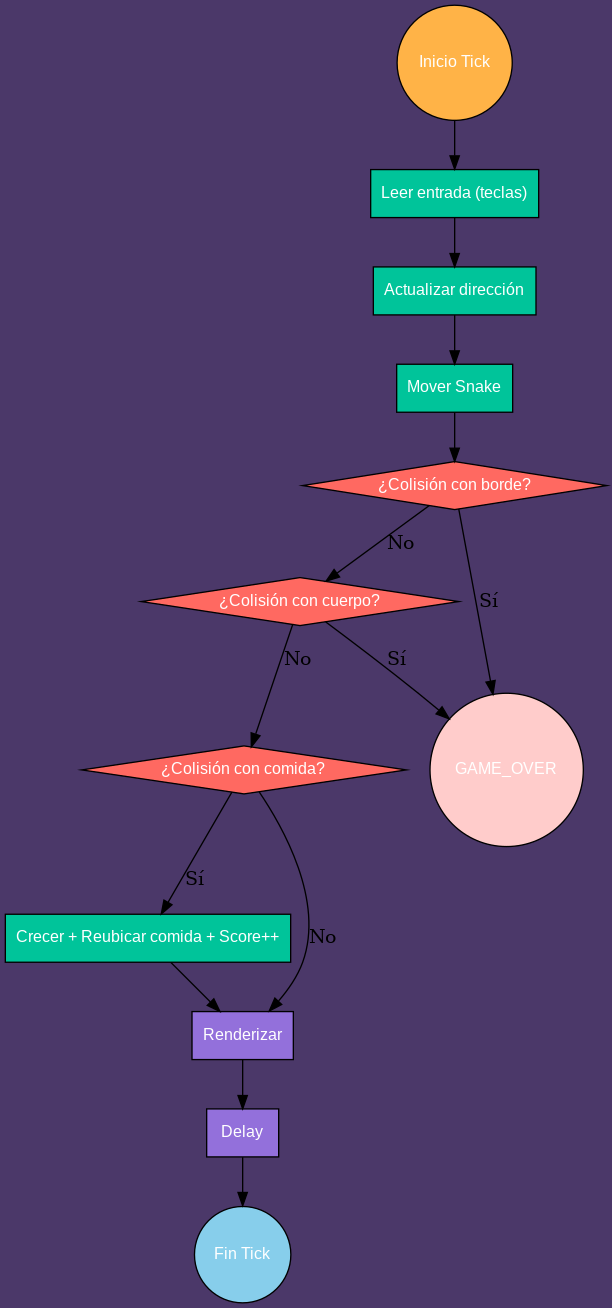 Inicio Tick
Leer entrada (teclas)
Actualizar dirección
Mover Snake
¿Colisión con borde?
No
Sí
¿Colisión con cuerpo?
No
Sí
¿Colisión con comida?
GAME_OVER
Sí
No
Crecer + Reubicar comida + Score++
Renderizar
Delay
Fin Tick